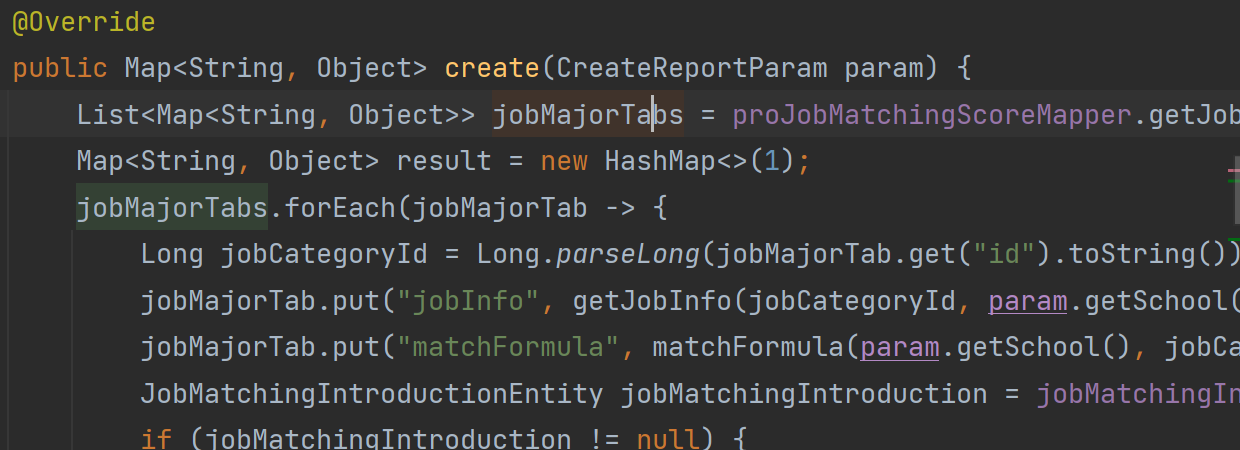 @Override
public Map<String, Object> create(CreateReportParam param) {
List<Map<String, Object>> jobMajorTabs = proJobMatchingScoreMapper.getJob
Map<String, Object> result = new HashMap<>(1);
jobMajorTabs.forEach(jobMajorTab -> {
Long jobCategoryId = Long.parseLong(jobMajorTab.get("id").toString())
jobMajorTab.put("jobInfo", getJobInfo(jobCategoryId, param.getSchool(
jobMajorTab.put("matchFormula", matchFormula(param.getSchool(), jobCa
JobMatchingIntroductionEntity jobMatchingIntroduction = jobMatchingIn
if (jobMatchingIntroduction != null) {